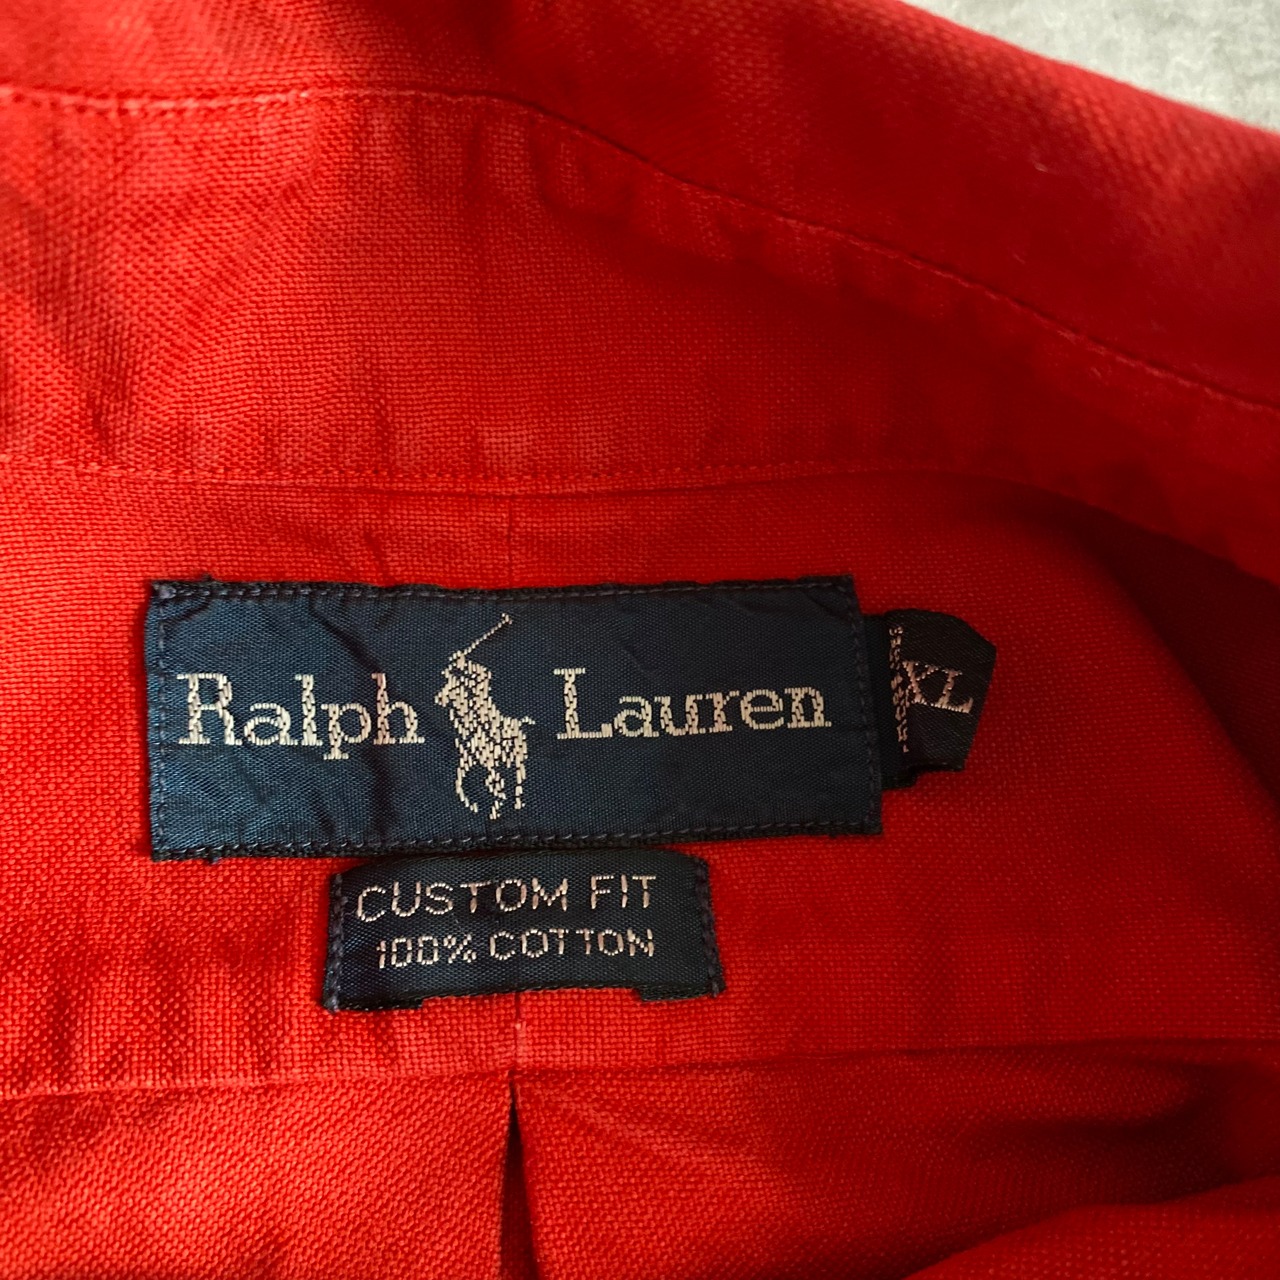 Ralph Lauren
XL
CUSTOM FIT
100% COTTON